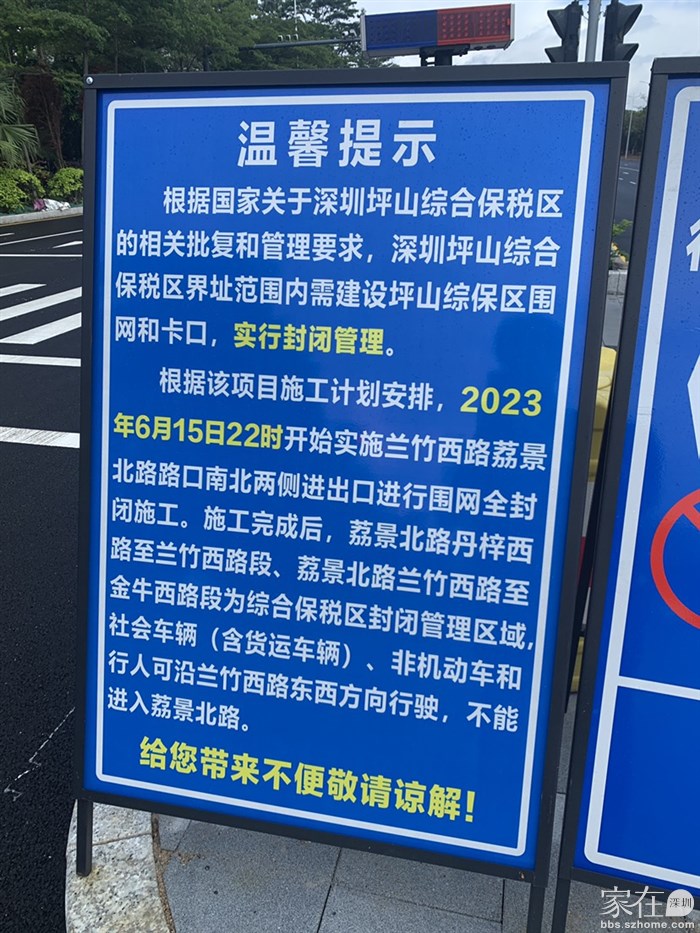 温馨提示
根据国家关于深圳坪山综合保税区
的相关批复和管理要求，深圳坪山综合
保税区界址范围内需建设坪山综保区围
网和卡口，实行封闭管理。
根据该项目施工计划安排，2023
年6月15日22时开始实施兰竹西路荔景
北路路口南北两侧进出口进行围网全封
闭施工。施工完成后，荔景北路丹梓西
路至兰竹西路段、荔景北路兰竹西路至
金牛西路段为综合保税区封闭管理区域，
社会车辆（含货运车辆）、非机动车和
行人可沿兰竹西路东西方向行驶，不能
进入荔景北路。
给您带来不便敬请谅解！
家在深圳
bbs.szhome.com